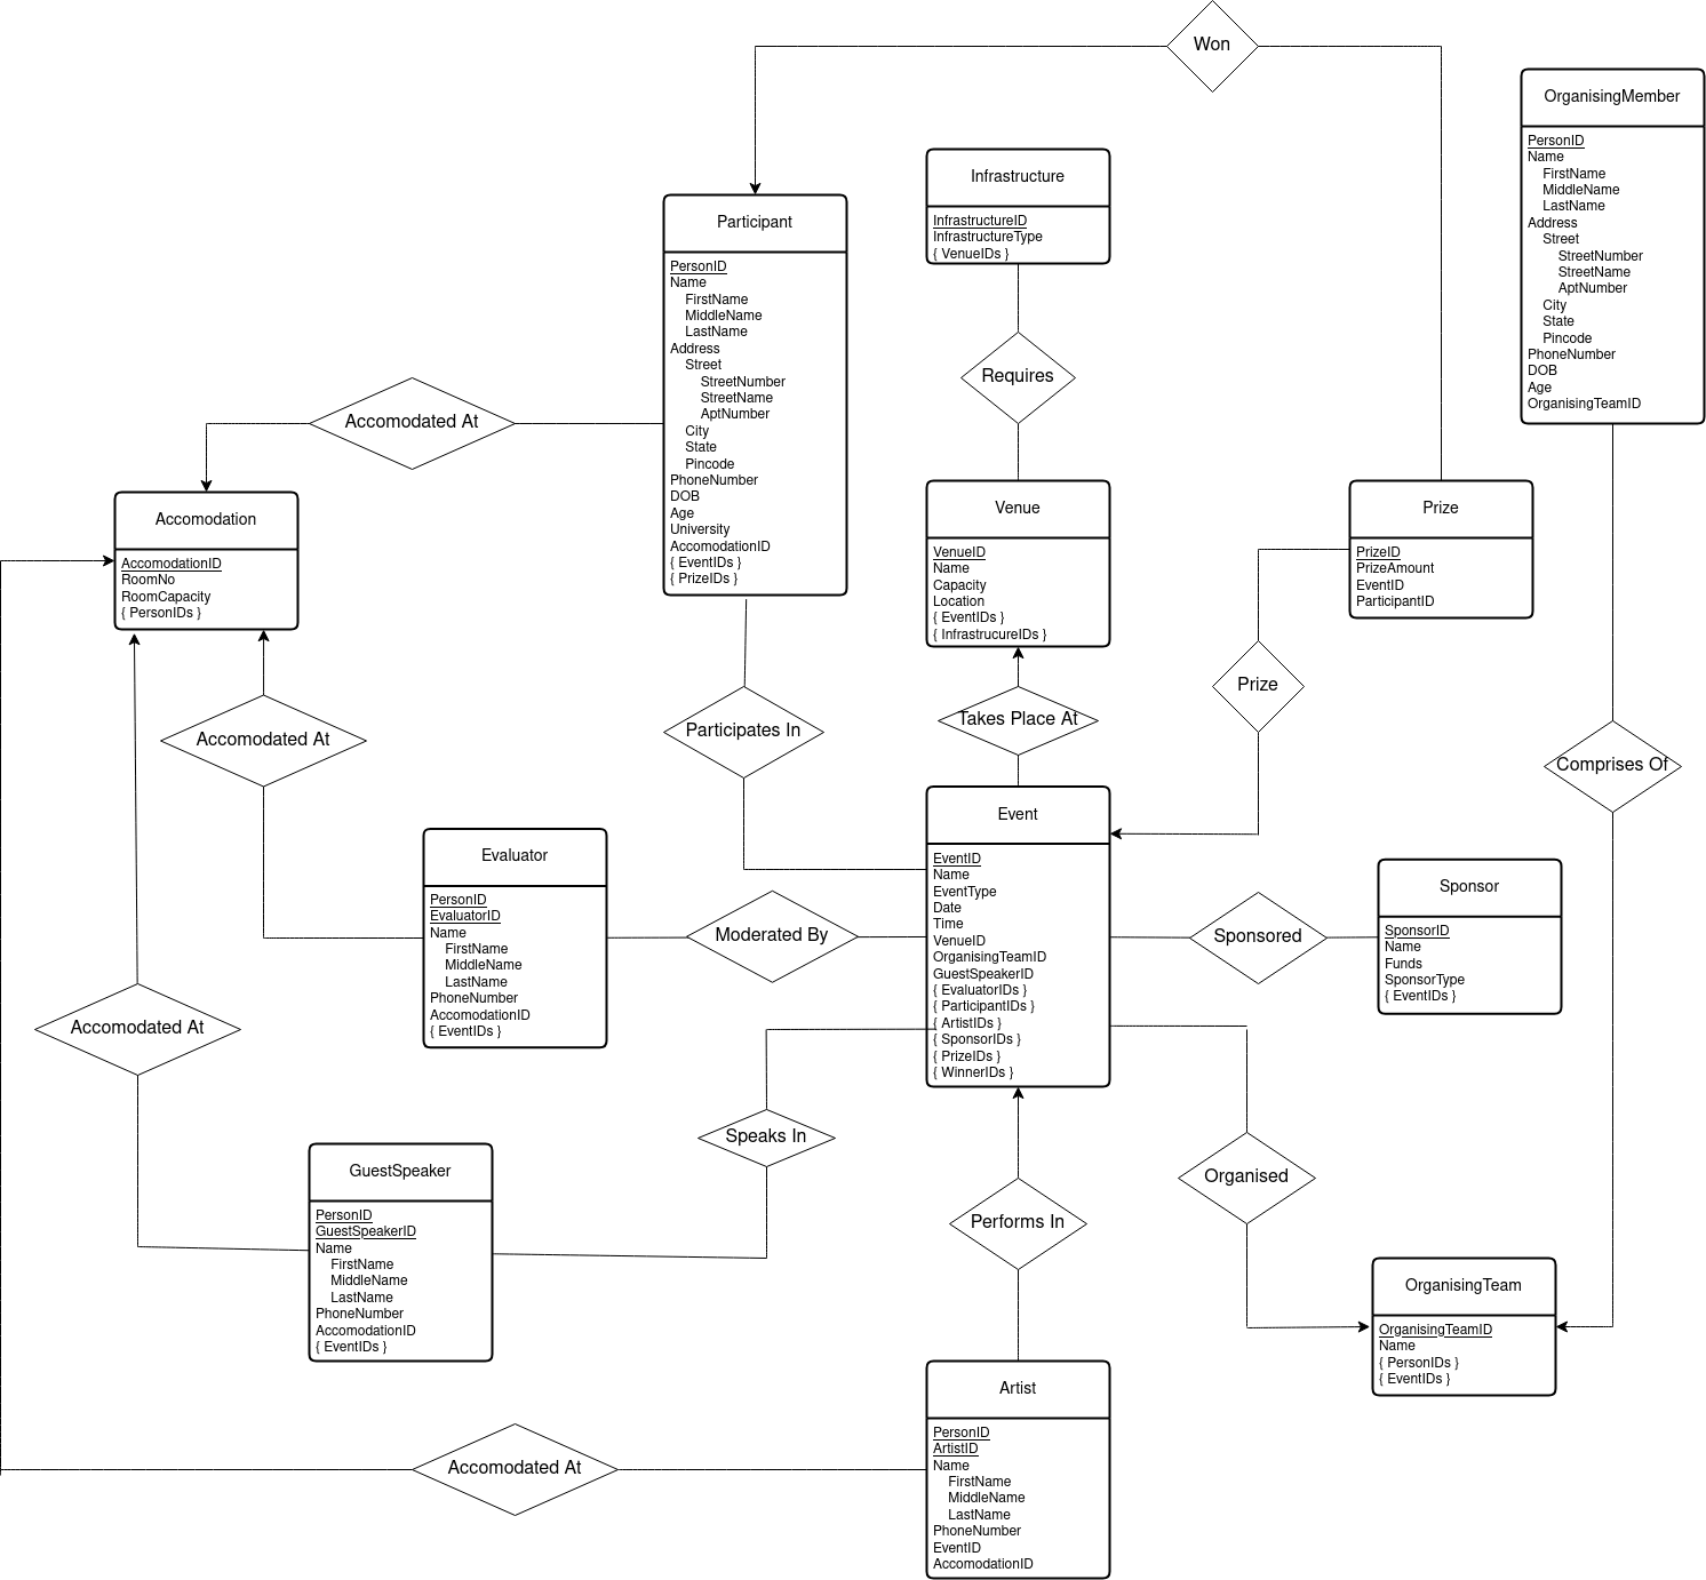 Won
OrganisingMember
PersonID
Name
FirstName
MiddleName
LastName
Address
Street
StreetNumber
StreetName
AptNumber
City
State
Pincode
PhoneNumber
DOB
Age
OrganisingTeamID
Infrastructure
InfrastructureID
InfrastructureType
{ VenueIDs }
Participant
PersonID
Name
FirstName
MiddleName
LastName
Address
Street
StreetNumber
StreetName
AptNumber
City
State
Pincode
PhoneNumber
DOB
Age
University
AccomodationID
{ EventIDs }
{ PrizeIDs }
Requires
Accomodated At
Accomodation
AccomodationID
RoomNo
RoomCapacity
{ PersonIDs }
Venue
VenueID
Name
Capacity
Location
{ EventIDs }
{ InfrastrucureIDs }
Prize
PrizeID
PrizeAmount
EventID
ParticipantID
Prize
Takes Place At
Participates In
Accomodated At
Comprises Of
Event
EventID
Name
EventType
Date
Time
VenueID
OrganisingTeamID
GuestSpeakerID
{ EvaluatorIDs }
{ ParticipantIDs }
{ ArtistIDs }
{ SponsorIDs }
{ PrizeIDs }
{ WinnerIDs }
Evaluator
PersonID
EvaluatorID
Name
FirstName
MiddleName
LastName
PhoneNumber
AccomodationID
{ EventIDs }
Moderated By
Sponsored
Sponsor
SponsorID
Name
Funds
SponsorType
{ EventIDs }
Accomodated At
Speaks In
Organised
GuestSpeaker
PersonID
GuestSpeakerID
Name
FirstName
MiddleName
LastName
PhoneNumber
AccomodationID
{ EventIDs }
Performs In
OrganisingTeam
OrganisingTeamID
Name
{ PersonIDs }
{ EventIDs }
Artist
PersonID
ArtistID
Name
FirstName
MiddleName
LastName
PhoneNumber
EventID
AccomodationID
Accomodated At